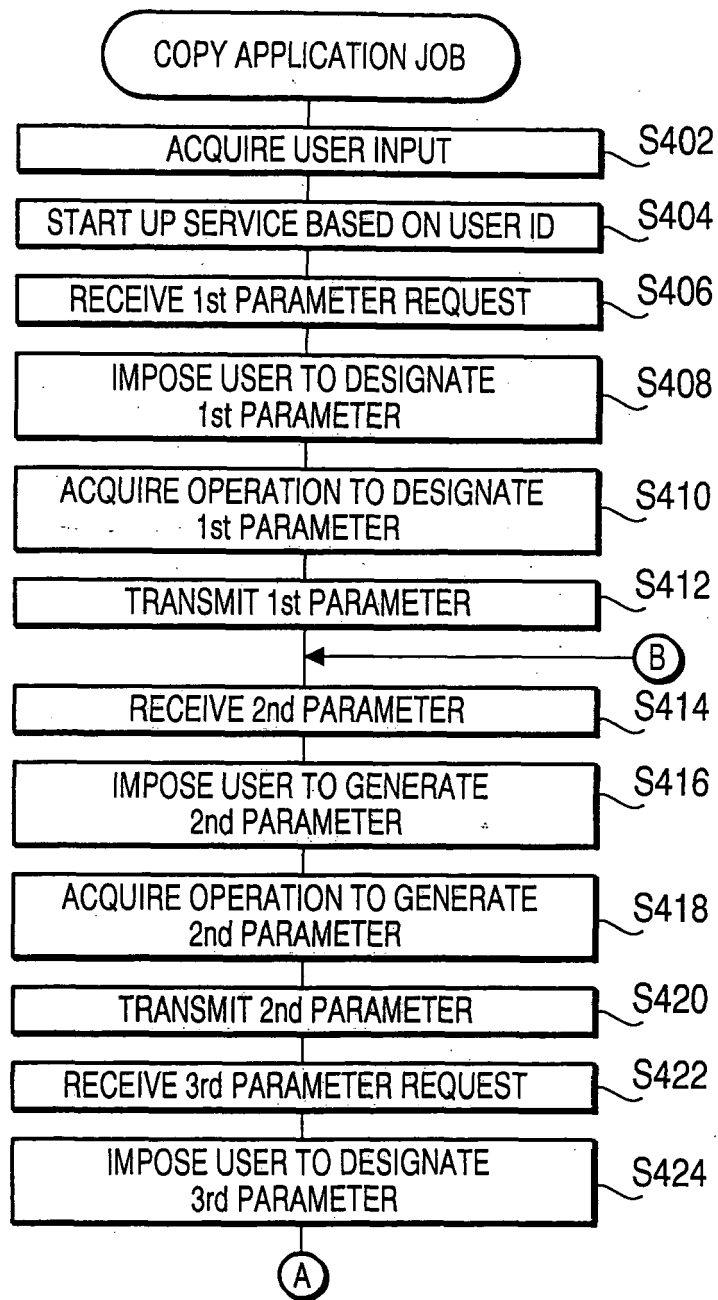 COPY APPLICATION JOB
ACQUIRE USER INPUT
S402
START UP SERVICE BASED ON USER ID
S404
RECEIVE 1st PARAMETER REQUEST
S406
IMPOSE USER TO DESIGNATE
1st PARAMETER
S408
ACQUIRE OPERATION TO DESIGNATE
1st PARAMETER
S410
TRANSMIT 1st PARAMETER
S412
B
RECEIVE 2nd PARAMETER
S414
IMPOSE USER TO GENERATE
2nd PARAMETER
S416
ACQUIRE OPERATION TO GENERATE
2nd PARAMETER
S418
TRANSMIT 2nd PARAMETER
S420
RECEIVE 3rd PARAMETER REQUEST
S422
IMPOSE USER TO DESIGNATE
3rd PARAMETER
S424
A